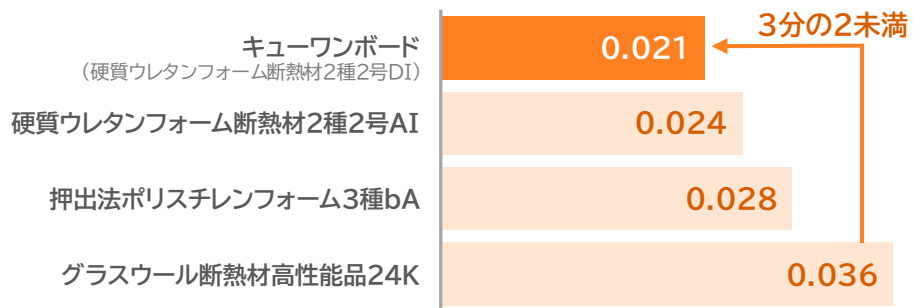 3分の2未満
キューワンボード
（硬質ウレタンフォーム断熱材2種2号DI）
0.021
硬質ウレタンフォーム断熱材2種2号AI
0.024
押出法ポリスチレンフォーム3種bA
0.028
グラスウール断熱材高性能品24K
0.036